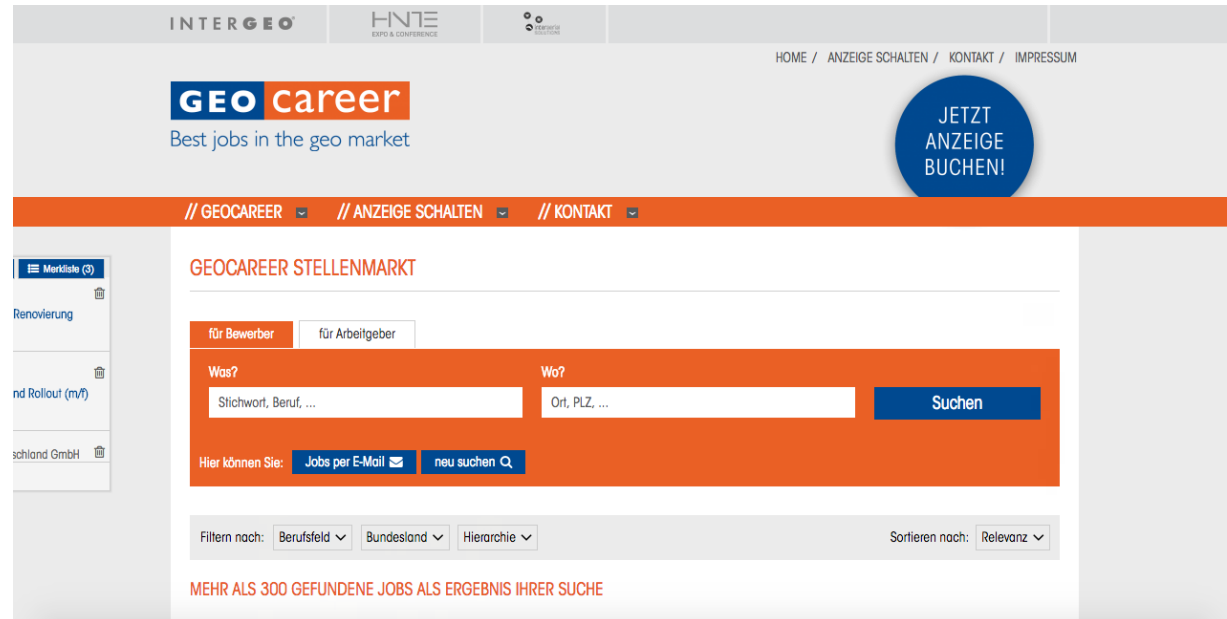 INTERGEO
HNTE
EXPO & CONFERENCE
SOLUTIONS
HOME / ANZEIGE SCHALTEN / KONTAKT / IMPRESSUM
GEO career
Best jobs in the geo market
JETZT
ANZEIGE
BUCHEN!
// GEOCAREER // ANZEIGE SCHALTEN // KONTAKT
Merkliste (3)
Renovierung
nd Rollout (m/f)
schland GmbH
GEOCAREER STELLENMARKT
für Bewerber für Arbeitgeber
Was? Wo?
Stichwort, Beruf, ... Ort, PLZ, ... Suchen
Hier können Sie: Jobs per E-Mail neu suchen
Filtern nach: Berufsfeld Bundesland Hierarchie Sortieren nach: Relevanz
MEHR ALS 300 GEFUNDENE JOBS ALS ERGEBNIS IHRER SUCHE